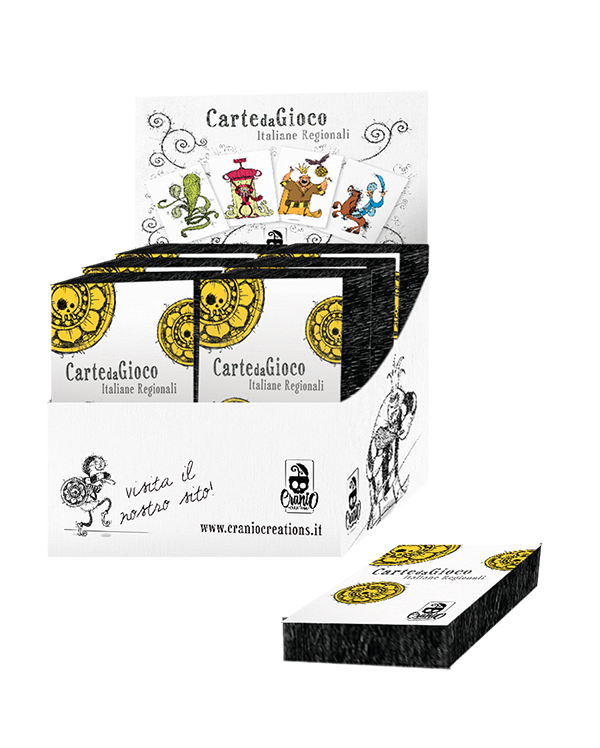 CartedaGioco
Italiane Regionali
CartedaGioco
Italiane Regionali
CartedaGioco
Italiane Regionali
visita il
nostro sito!
CraniO
www.craniocreations.it
CartedaGioco
Italiane Regionali
CraniO